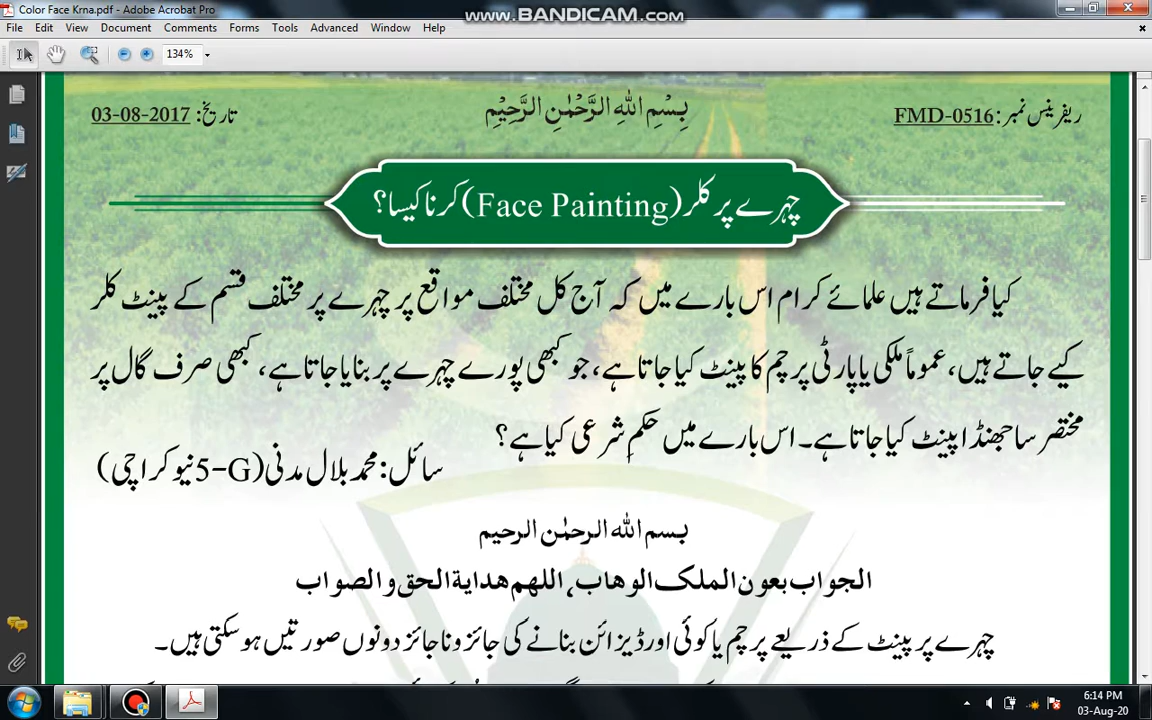 Color Face Krna.pdf - Adobe Acrobat Pro
www.BANDICAM.com
File Edit View Document Comments Forms Tools Advanced Window Help
134%
ریفرینس نمبر: FMD-0516
بِسْمِ اللهِ الرَّحْمٰنِ الرَّحِیْمِ
تاریخ: 03-08-2017
چہرے پر کلر (Face Painting) کرنا کیسا؟
کیا فرماتے ہیں علمائے کرام اس بارے میں کہ آج کل مختلف مواقع پر چہرے پر مختلف قسم کے پینٹ کلر
کیے جاتے ہیں، عموماً ملکی یا پارٹی پرچم کا پینٹ کیا جاتا ہے، جو کبھی پورے چہرے پر بنایا جاتا ہے، کبھی صرف گال پر
مختصر سا جھنڈا پینٹ کیا جاتا ہے۔ اس بارے میں حکمِ شرعی کیا ہے؟
سائل: محمد بلال مدنی (5-G نیو کراچی)
بسم الله الرحمٰن الرحیم
الجواب بعون الملک الوھاب، اللھم ھدایة الحق و الصواب
چہرے پر پینٹ کے ذریعے پرچم یا کوئی اور ڈیزائن بنانے کی جائز و ناجائز دونوں صورتیں ہو سکتی ہیں۔
6:14 PM
03-Aug-20